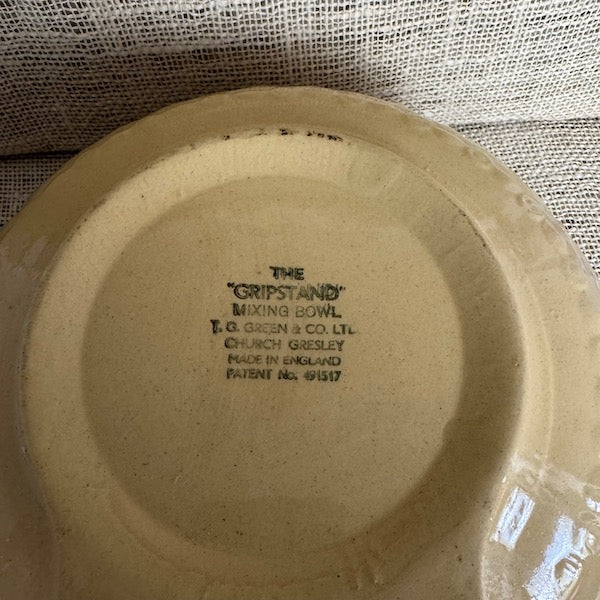 THE
"GRIPSTAND"
MIXING BOWL
T. G. GREEN & CO. LTD.
CHURCH GRESLEY
MADE IN ENGLAND
PATENT No. 491517